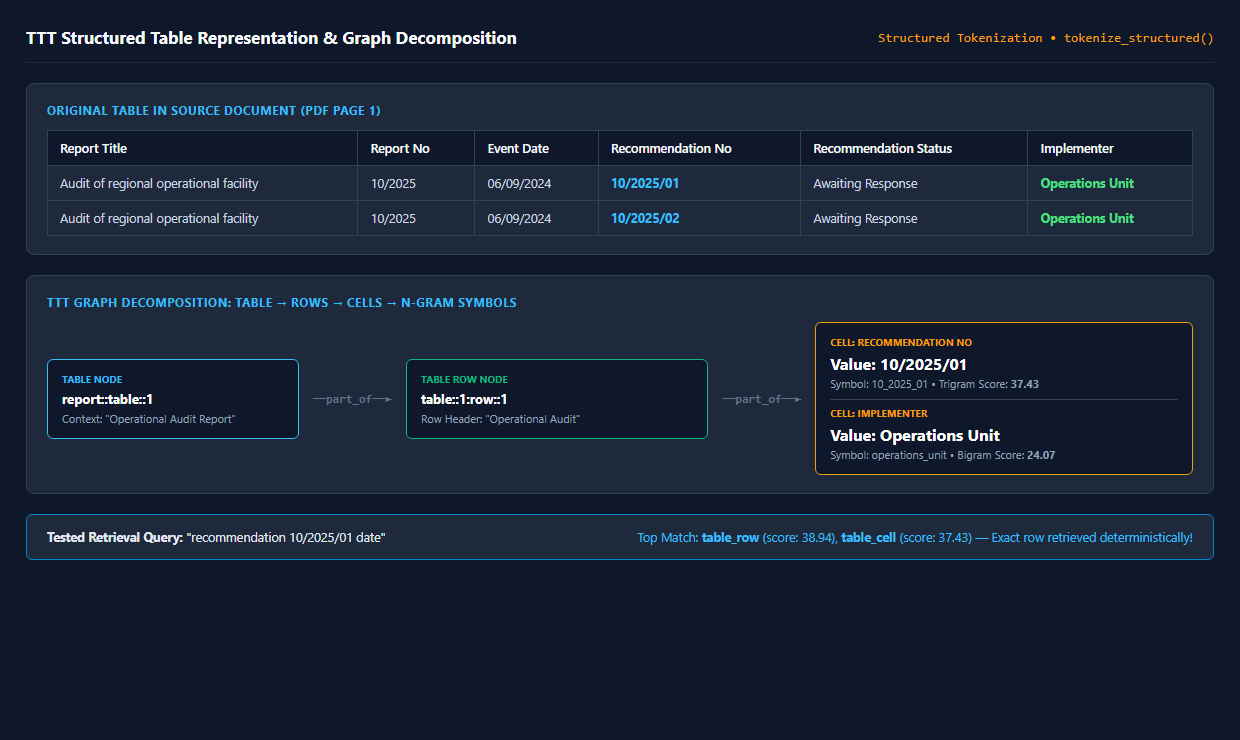 TTT Structured Table Representation & Graph Decomposition
Structured Tokenization • tokenize_structured()
ORIGINAL TABLE IN SOURCE DOCUMENT (PDF PAGE 1)
Report Title Report No Event Date Recommendation No Recommendation Status Implementer
Audit of regional operational facility 10/2025 06/09/2024 10/2025/01 Awaiting Response Operations Unit
Audit of regional operational facility 10/2025 06/09/2024 10/2025/02 Awaiting Response Operations Unit
TTT GRAPH DECOMPOSITION: TABLE → ROWS → CELLS → N-GRAM SYMBOLS
TABLE NODE
report::table::1
Context: "Operational Audit Report"
──part_of──►
TABLE ROW NODE
table::1:row::1
Row Header: "Operational Audit"
──part_of──►
CELL: RECOMMENDATION NO
Value: 10/2025/01
Symbol: 10_2025_01 • Trigram Score: 37.43
CELL: IMPLEMENTER
Value: Operations Unit
Symbol: operations_unit • Bigram Score: 24.07
Tested Retrieval Query: "recommendation 10/2025/01 date"
Top Match: table_row (score: 38.94), table_cell (score: 37.43) — Exact row retrieved deterministically!